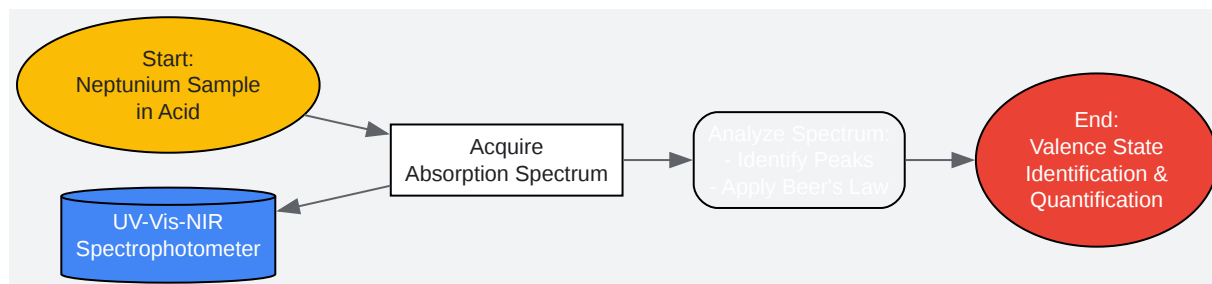 Start:
Neptunium Sample
in Acid
UV-Vis-NIR
Spectrophotometer
Acquire
Absorption Spectrum
Analyze Spectrum:
- Identify Peaks
- Apply Beer's Law
End:
Valence State
Identification &
Quantification